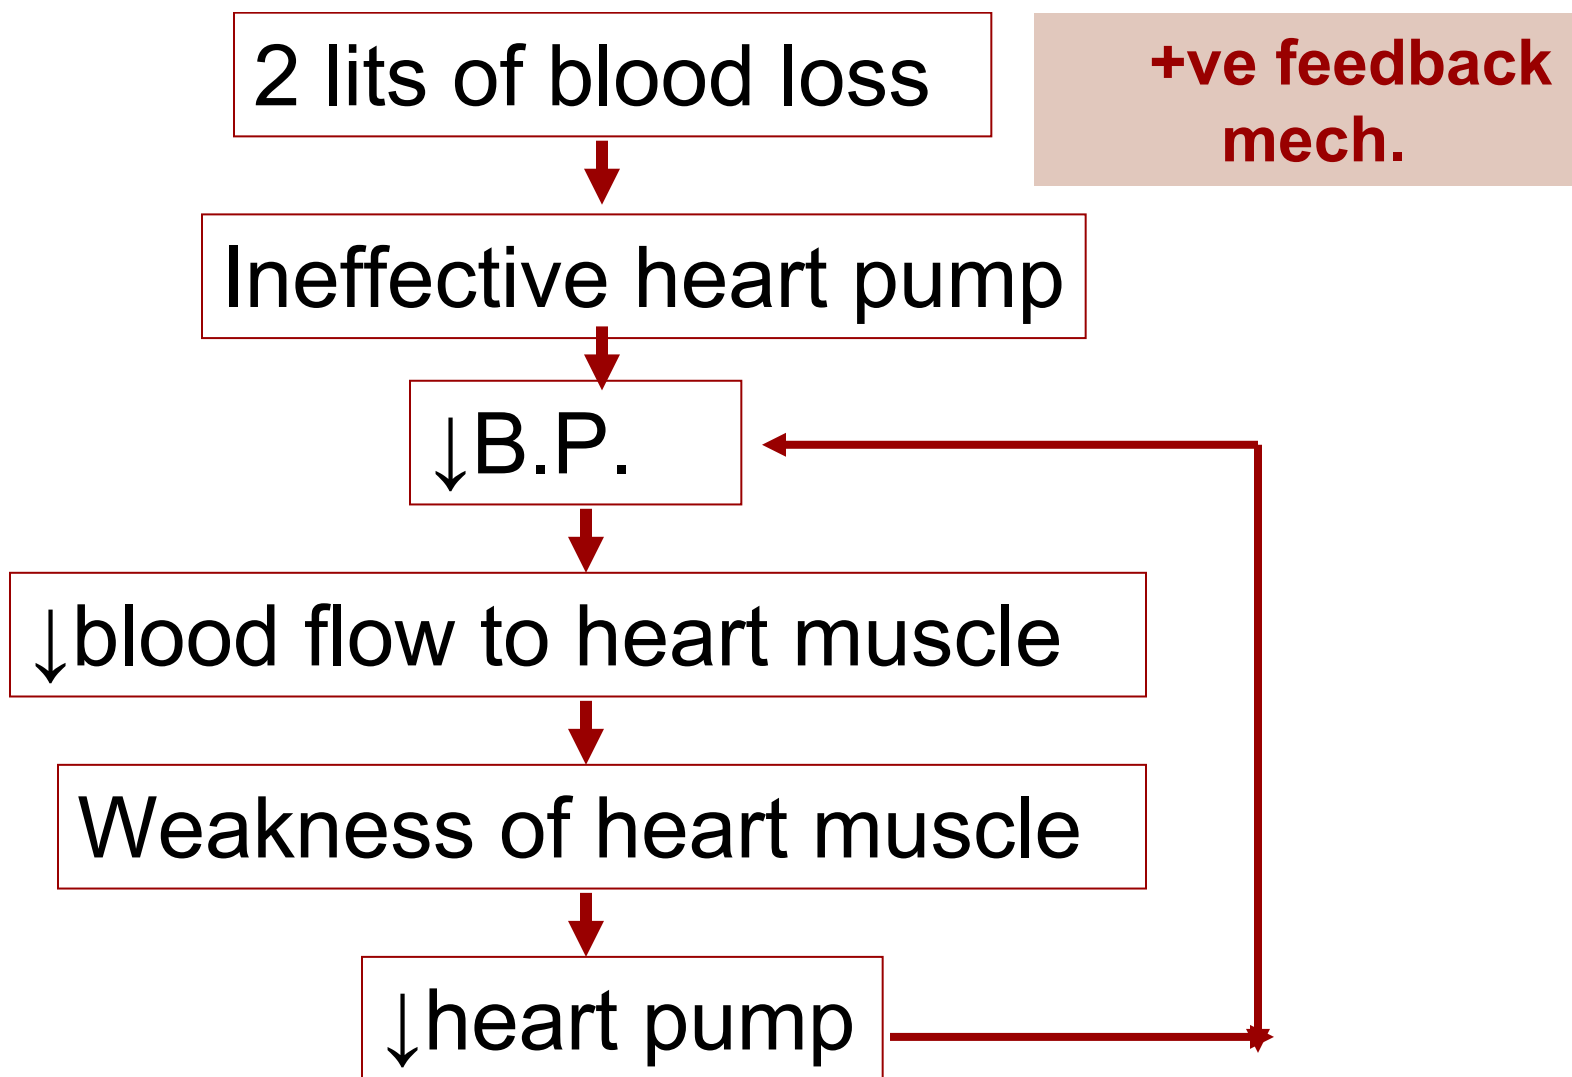 2 lits of blood loss
+ve feedback
mech.
Ineffective heart pump
↓B.P.
↓blood flow to heart muscle
Weakness of heart muscle
↓heart pump